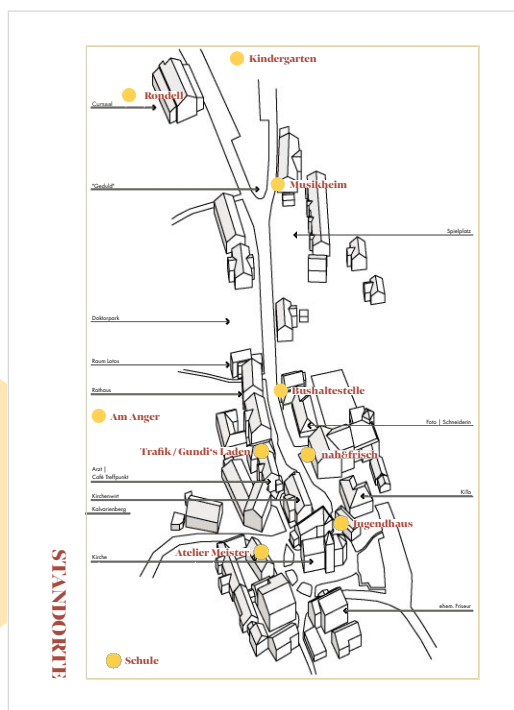 Kindergarten
Rondell
Cursaal
"Geduld"
Musikheim
Spielplatz
Doktorpark
Raum Lotos
Rathaus
Bushaltestelle
Am Anger
Foto | Schneiderin
Trafik / Gundi's Laden
nah&frisch
Arzt |
Café Treffpunkt
Kirchenwirt
Killa
Kalvarienberg
Jugendhaus
Atelier Meister
Kirche
ehem. Friseur
STANDORTE
Schule